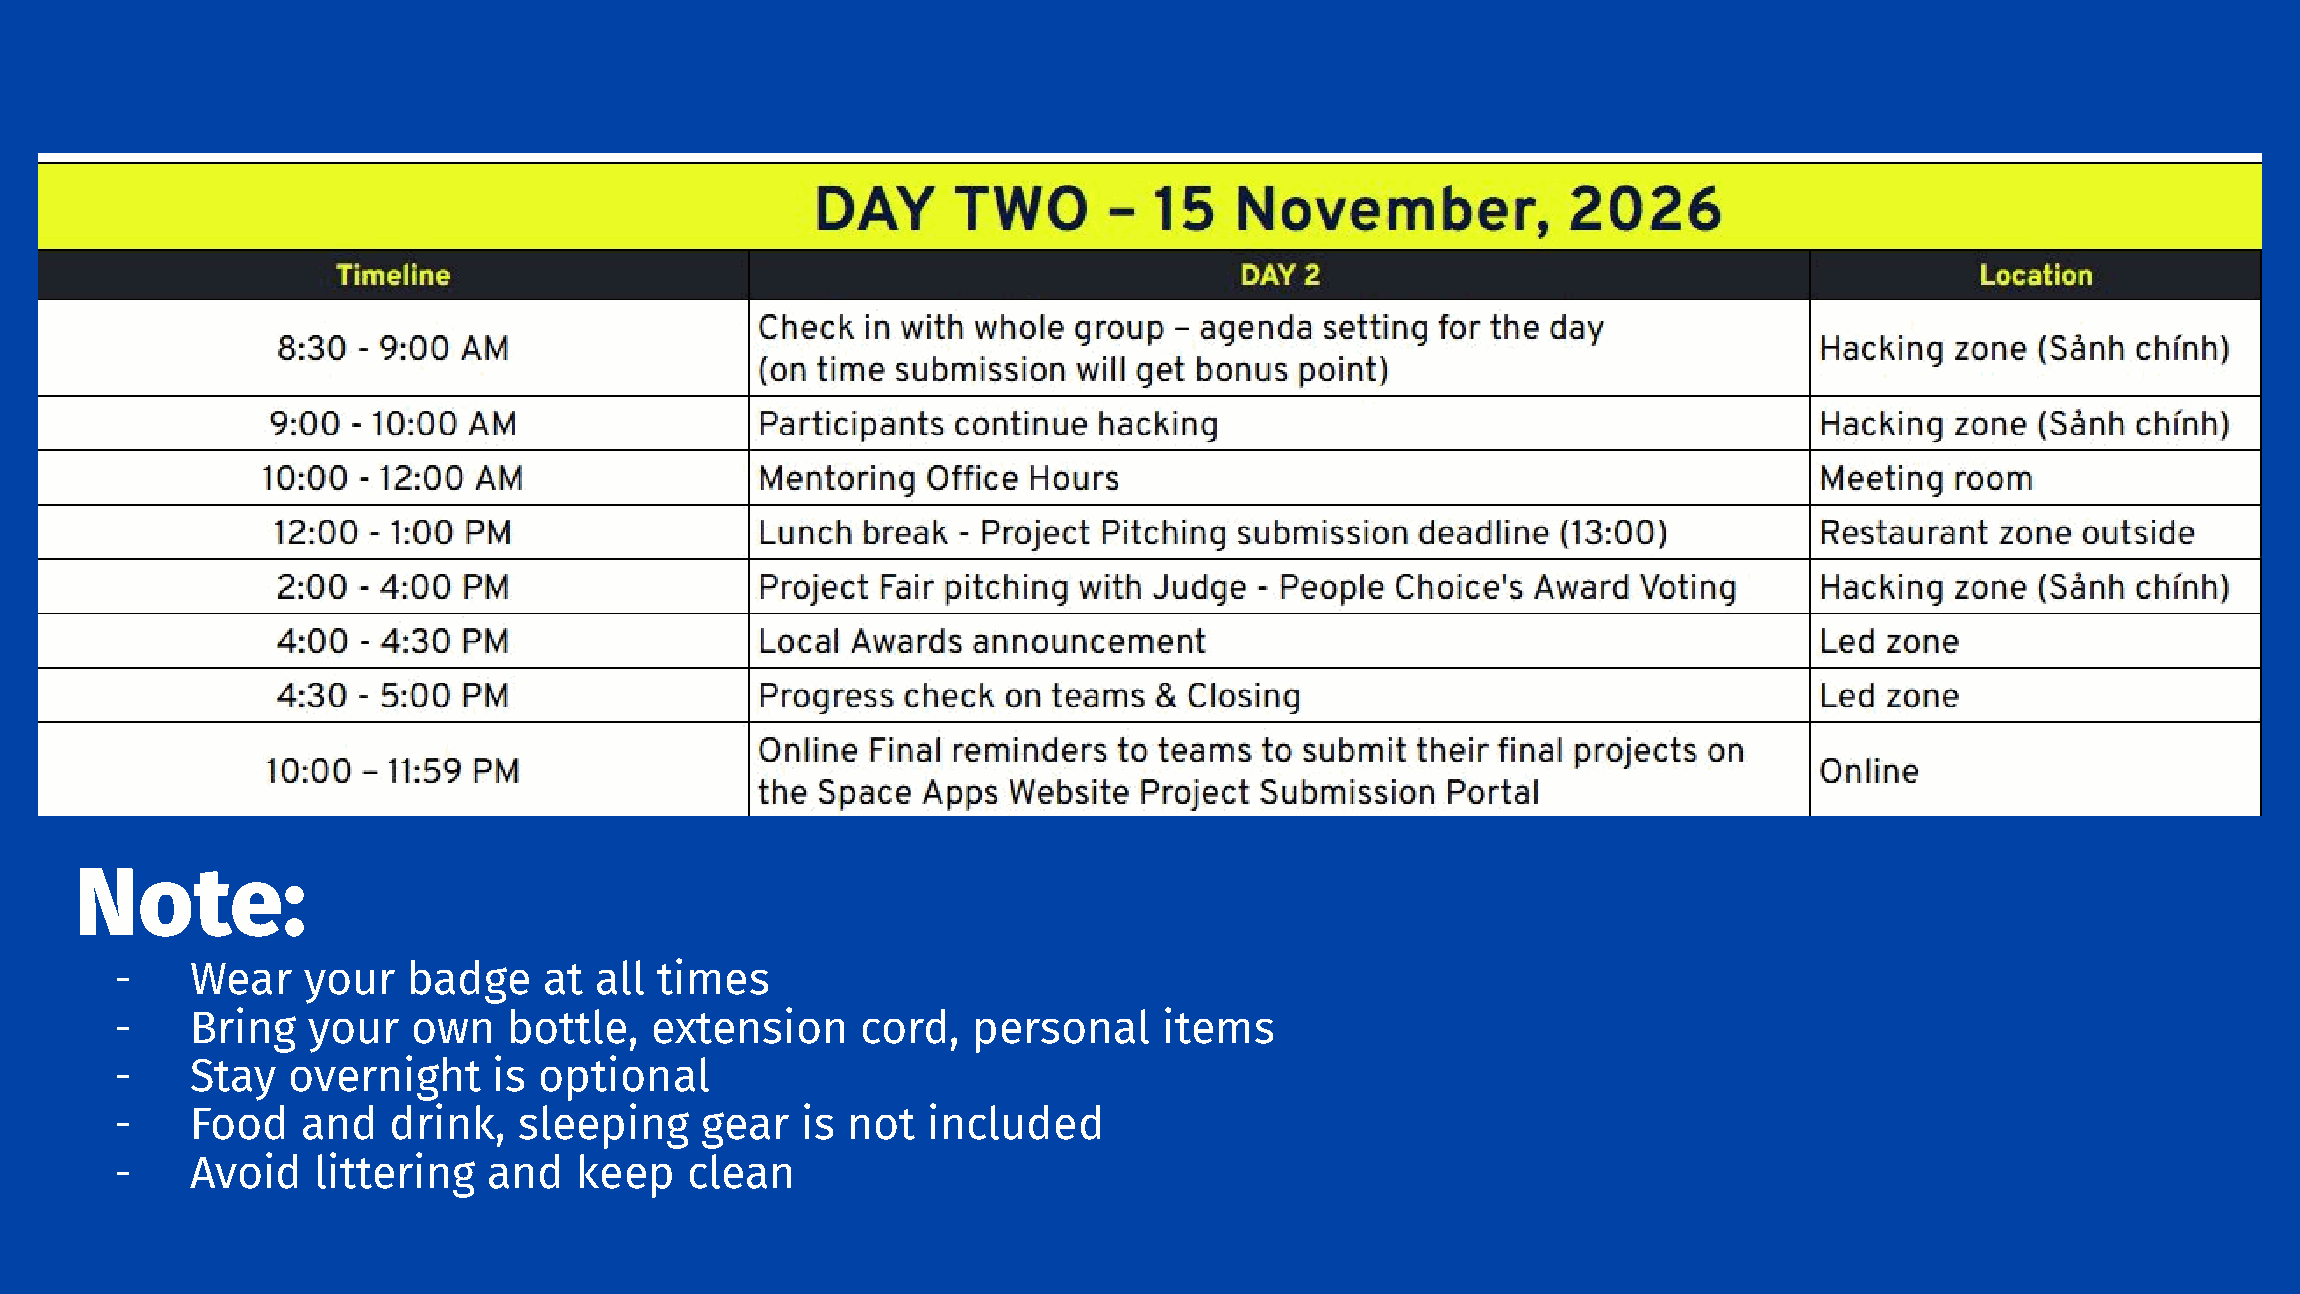 DAY TWO – 15 November, 2026
Timeline DAY 2 Location
8:30 - 9:00 AM
Check in with whole group – agenda setting for the day
(on time submission will get bonus point)
Hacking zone (Sảnh chính)
9:00 - 10:00 AM Participants continue hacking Hacking zone (Sảnh chính)
10:00 - 12:00 AM Mentoring Office Hours Meeting room
12:00 - 1:00 PM Lunch break - Project Pitching submission deadline (13:00) Restaurant zone outside
2:00 - 4:00 PM Project Fair pitching with Judge - People Choice's Award Voting Hacking zone (Sảnh chính)
4:00 - 4:30 PM Local Awards announcement Led zone
4:30 - 5:00 PM Progress check on teams & Closing Led zone
10:00 – 11:59 PM
Online Final reminders to teams to submit their final projects on
the Space Apps Website Project Submission Portal
Online
Note:
- Wear your badge at all times
- Bring your own bottle, extension cord, personal items
- Stay overnight is optional
- Food and drink, sleeping gear is not included
- Avoid littering and keep clean